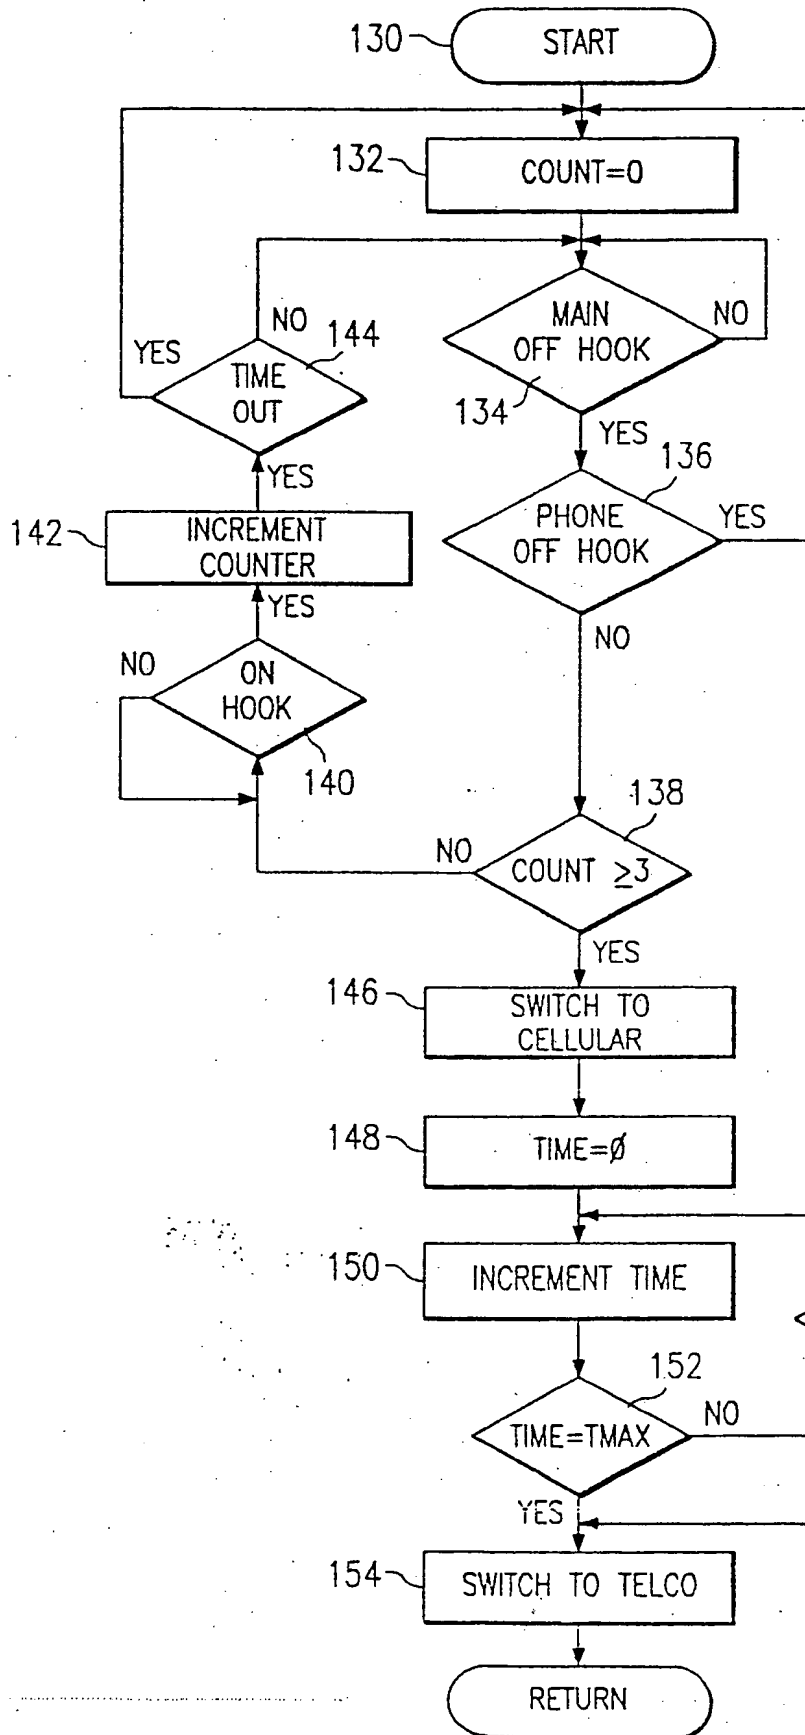 130
START
132
COUNT=0
NO
MAIN
OFF HOOK
NO
134
YES
YES
144
TIME
OUT
YES
136
PHONE
OFF HOOK
YES
142
INCREMENT
COUNTER
YES
NO
NO
ON
HOOK
140
138
NO
COUNT ≥3
YES
146
SWITCH TO
CELLULAR
148
TIME=Ø
150
INCREMENT TIME
152
TIME=TMAX
NO
YES
154
SWITCH TO TELCO
RETURN